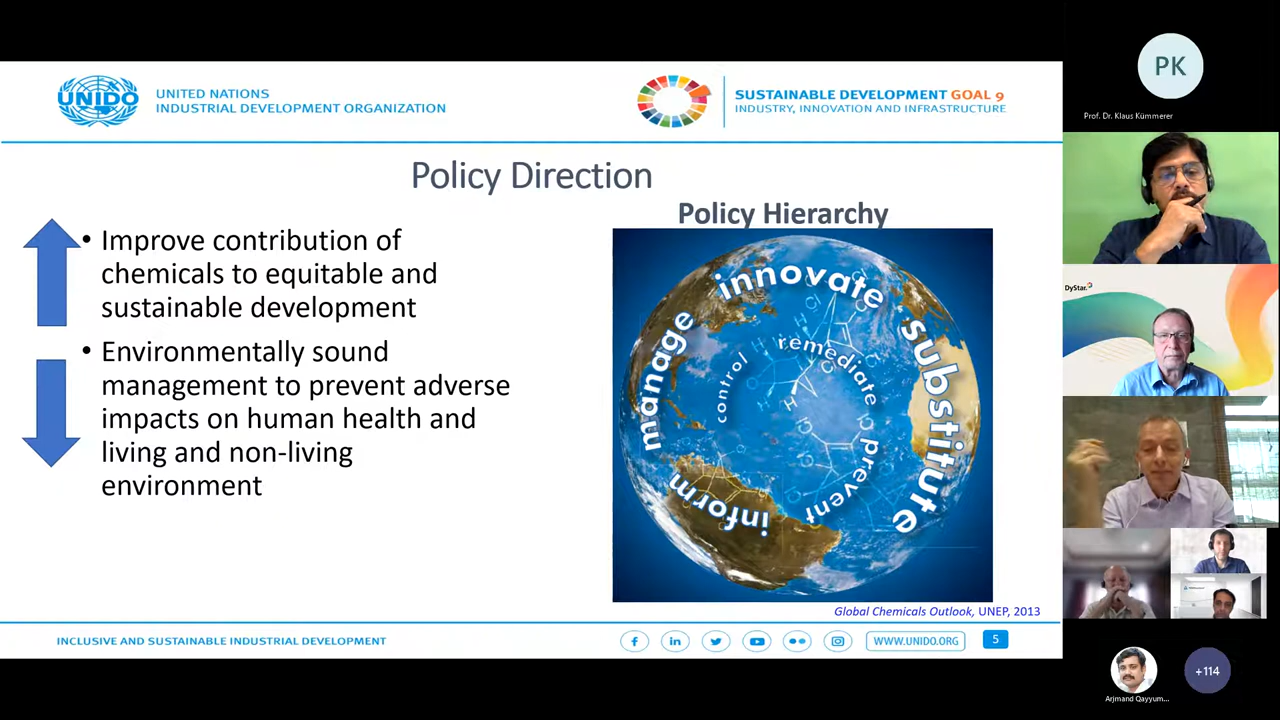 UNIDO
UNITED NATIONS
INDUSTRIAL DEVELOPMENT ORGANIZATION
SUSTAINABLE DEVELOPMENT GOAL 9
INDUSTRY, INNOVATION AND INFRASTRUCTURE
Policy Direction
• Improve contribution of
chemicals to equitable and
sustainable development
• Environmentally sound
management to prevent adverse
impacts on human health and
living and non-living
environment
Policy Hierarchy
inform
manage
innovate
substitute
control
remediate
prevent
Global Chemicals Outlook, UNEP, 2013
INCLUSIVE AND SUSTAINABLE INDUSTRIAL DEVELOPMENT
WWW.UNIDO.ORG
5
PK
Prof. Dr. Klaus Kümmerer
DyStar.
Arjmand Qayyum...
+114